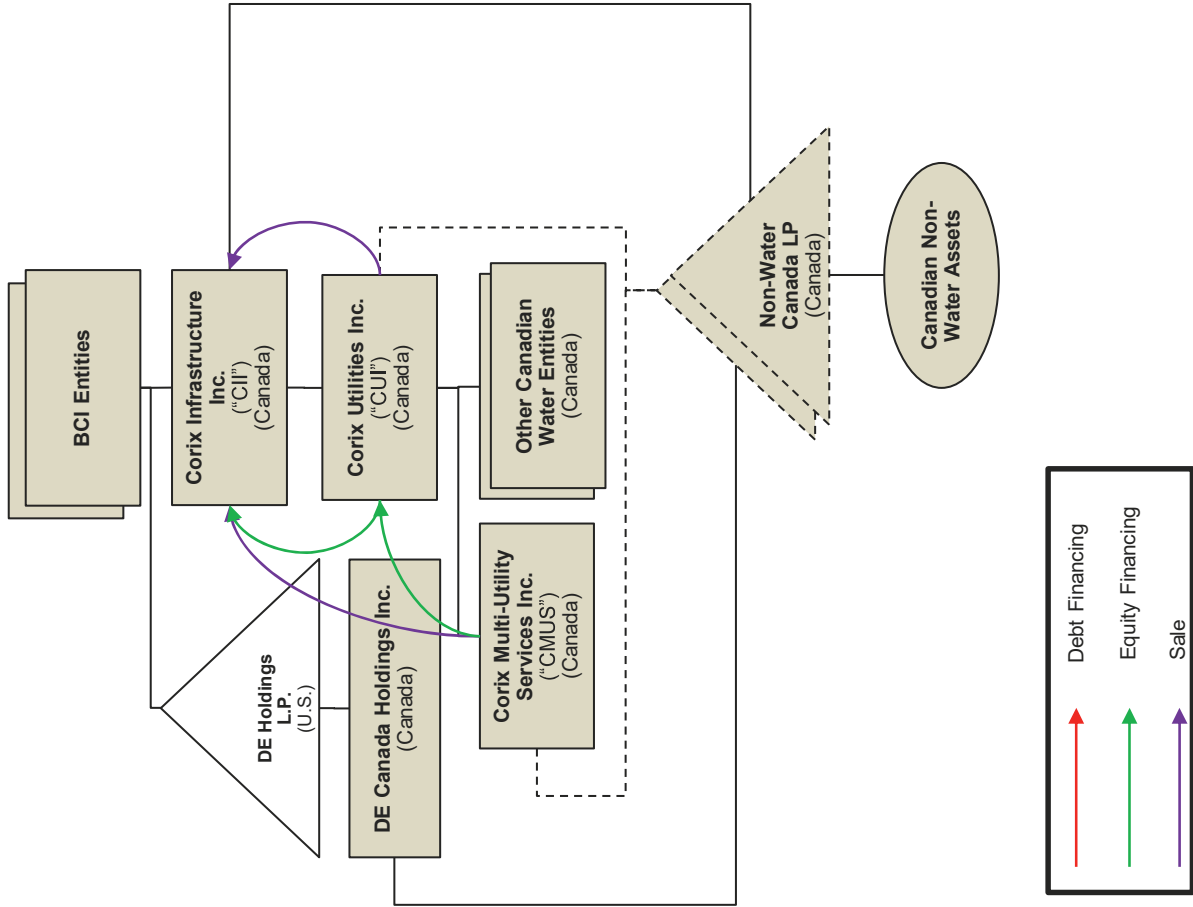 BCI Entities
DE Holdings
L.P.
(U.S.)
Corix Infrastructure
Inc.
(“CII”)
(Canada)
DE Canada Holdings Inc.
(Canada)
Corix Utilities Inc.
(“CUI”)
(Canada)
Corix Multi-Utility
Services Inc.
(“CMUS”)
(Canada)
Other Canadian
Water Entities
(Canada)
Non-Water
Canada LP
(Canada)
Canadian Non-
Water Assets
Debt Financing
Equity Financing
Sale